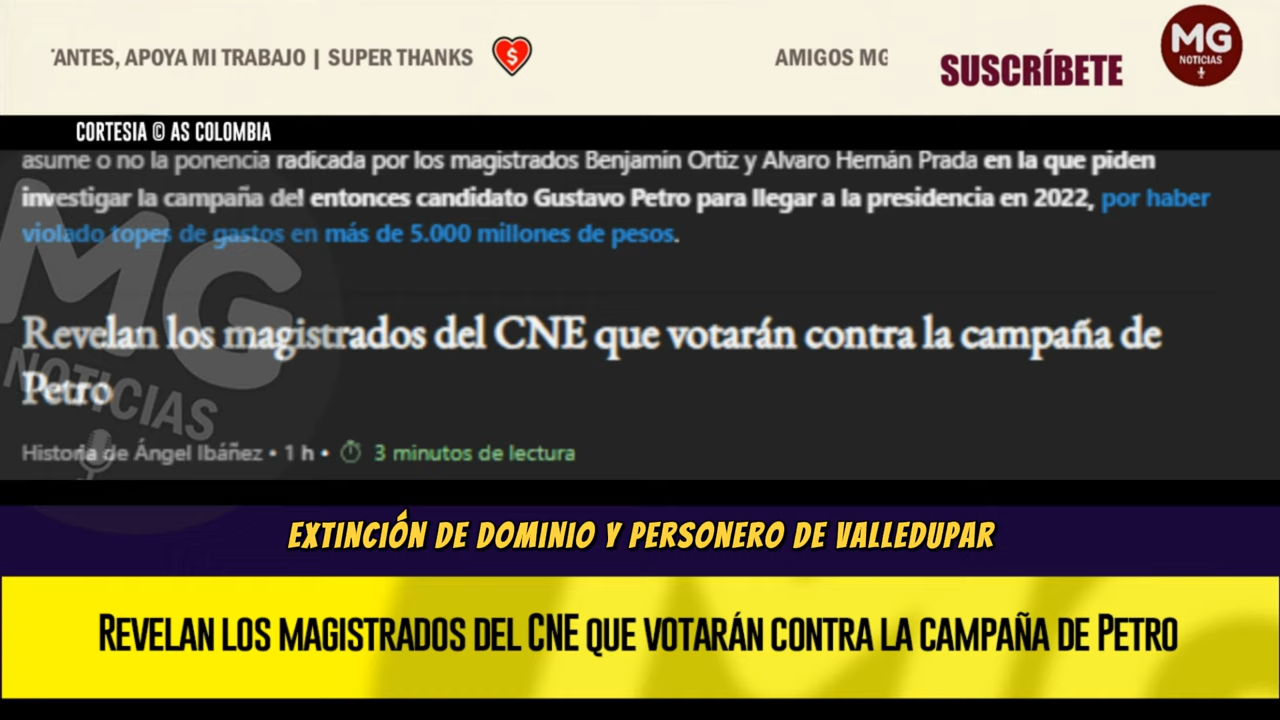 'ANTES, APOYA MI TRABAJO | SUPER THANKS
$
AMIGOS MG
SUSCRÍBETE
MG
NOTICIAS
CORTESIA © AS COLOMBIA
asume o no la ponencia radicada por los magistrados Benjamín Ortiz y Alvaro Hernán Prada en la que piden
investigar la campaña del entonces candidato Gustavo Petro para llegar a la presidencia en 2022, por haber
violado topes de gastos en más de 5.000 millones de pesos.
MG
NOTICIAS
Revelan los magistrados del CNE que votarán contra la campaña de
Petro
Historia de Ángel Ibáñez • 1 h • 3 minutos de lectura
EXTINCIÓN DE DOMINIO Y PERSONERO DE VALLEDUPAR
REVELAN LOS MAGISTRADOS DEL CNE QUE VOTARÁN CONTRA LA CAMPAÑA DE PETRO